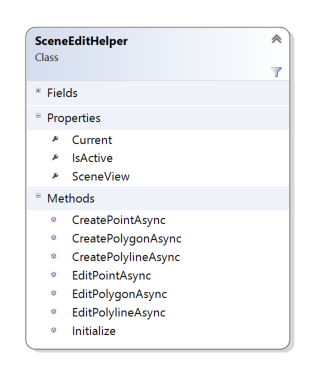 SceneEditHelper
Class
Fields
Properties
Current
IsActive
SceneView
Methods
CreatePointAsync
CreatePolygonAsync
CreatePolylineAsync
EditPointAsync
EditPolygonAsync
EditPolylineAsync
Initialize